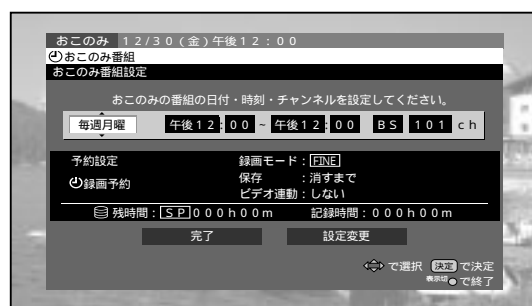 おこのみ 12/30(金)午後12:00
おこのみ番組
おこのみ番組設定
おこのみの番組の日付・時刻・チャンネルを設定してください。
毎週月曜 午後12:00 ~ 午後12:00 BS 101 ch
予約設定 録画モード:FINE
録画予約 保存 :消すまで
ビデオ連動:しない
残時間:SP000h00m 記録時間:000h00m
完了 設定変更
で選択 決定 で決定
表示切 で終了